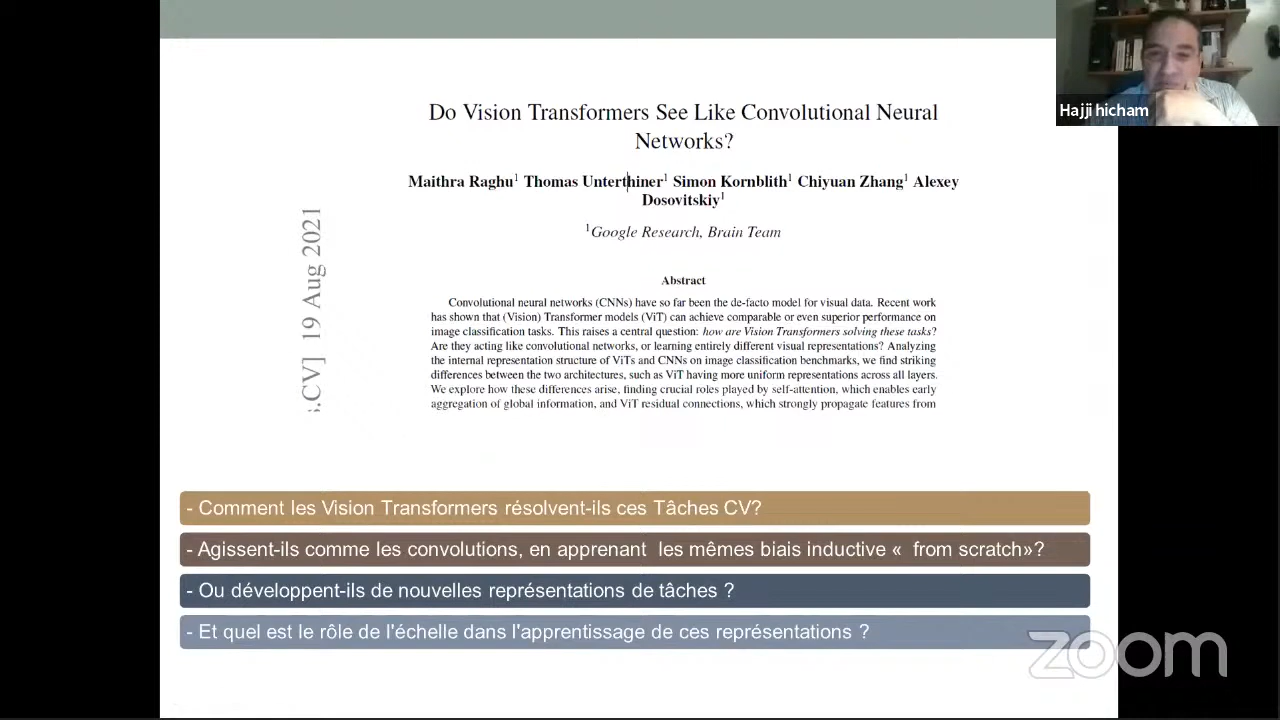 Do Vision Transformers See Like Convolutional Neural
Networks?
Maithra Raghu1 Thomas Unterthiner1 Simon Kornblith1 Chiyuan Zhang1 Alexey
Dosovitskiy1
1Google Research, Brain Team
Abstract
Convolutional neural networks (CNNs) have so far been the de-facto model for visual data. Recent work
has shown that (Vision) Transformer models (ViT) can achieve comparable or even superior performance on
image classification tasks. This raises a central question: how are Vision Transformers solving these tasks?
Are they acting like convolutional networks, or learning entirely different visual representations? Analyzing
the internal representation structure of ViTs and CNNs on image classification benchmarks, we find striking
differences between the two architectures, such as ViT having more uniform representations across all layers.
We explore how these differences arise, finding crucial roles played by self-attention, which enables early
aggregation of global information, and ViT residual connections, which strongly propagate features from
.CV] 19 Aug 2021
- Comment les Vision Transformers résolvent-ils ces Tâches CV?
- Agissent-ils comme les convolutions, en apprenant les mêmes biais inductive « from scratch»?
- Ou développent-ils de nouvelles représentations de tâches ?
- Et quel est le rôle de l'échelle dans l'apprentissage de ces représentations ?
Hajji hicham
zoom